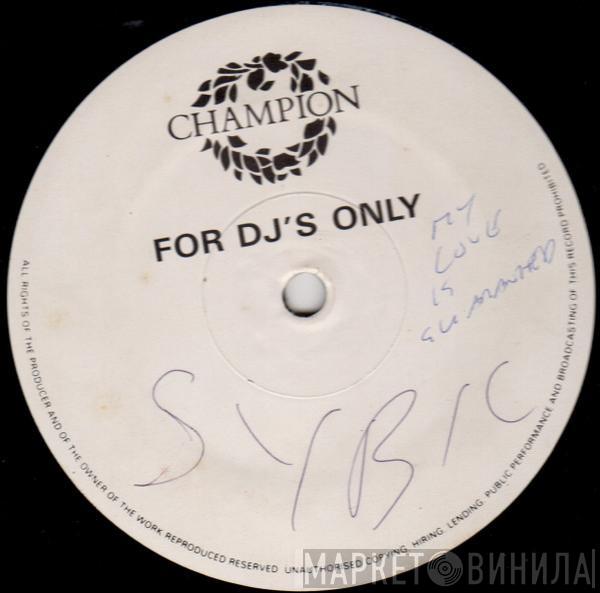 CHAMPION
FOR DJ'S ONLY
MY
LOVE
IS
GUARANTEED
SYBIL
ALL RIGHTS OF THE PRODUCER AND OF THE OWNER OF THE WORK REPRODUCED RESERVED UNAUTHORISED COPYING, HIRING, LENDING, PUBLIC PERFORMANCE AND BROADCASTING OF THIS RECORD PROHIBITED
МАРКЕТ ВИНИЛА